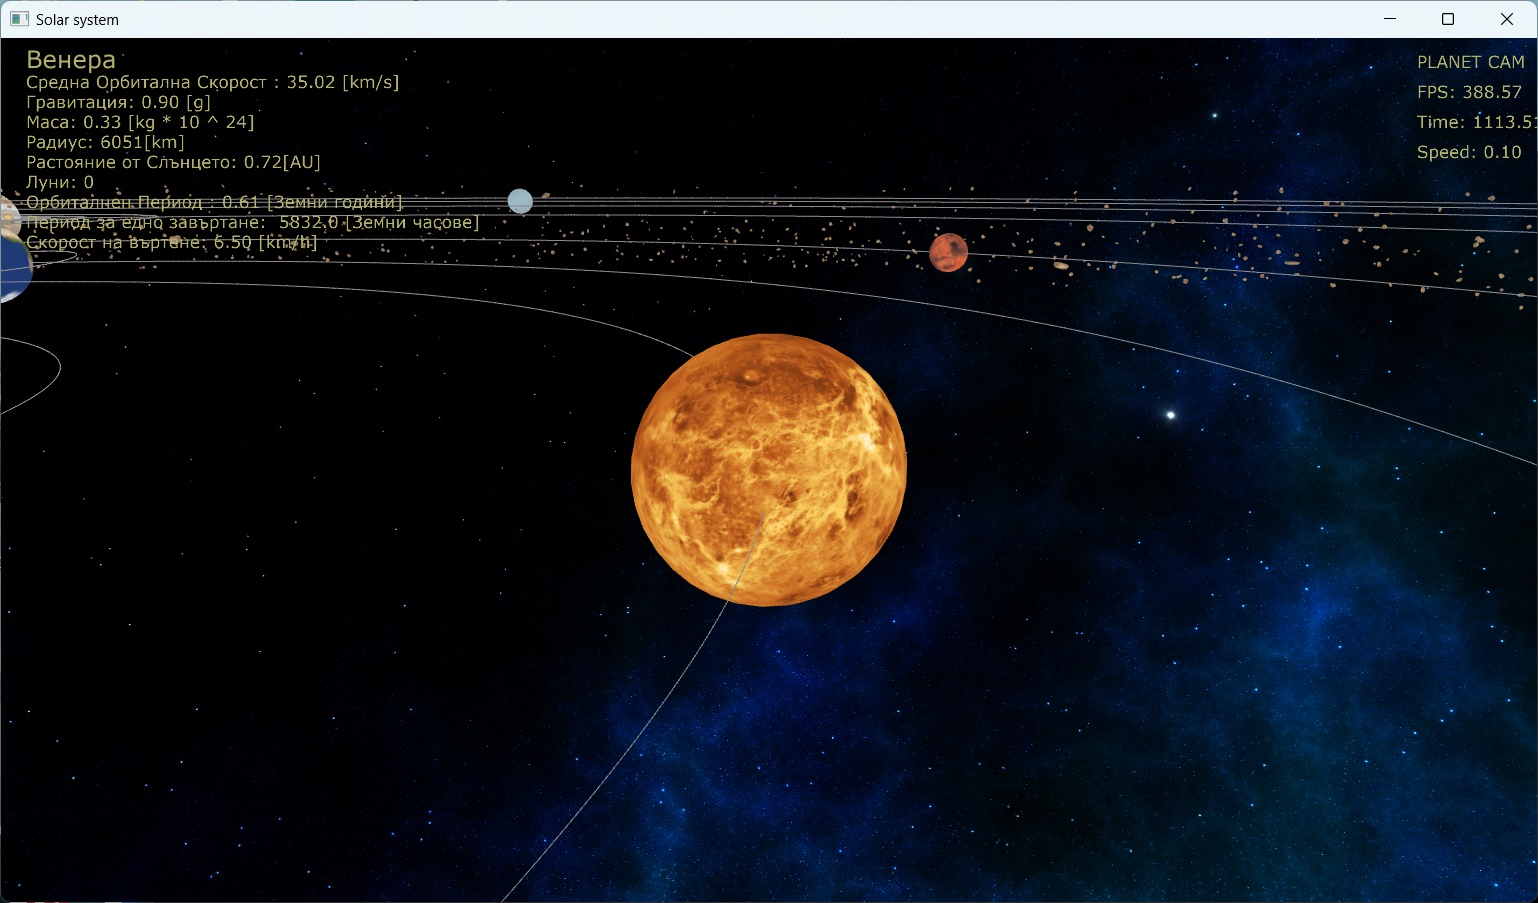 Solar system
Венера
Средна Орбитална Скорост : 35.02 [km/s]
Гравитация: 0.90 [g]
Маса: 0.33 [kg * 10 ^ 24]
Радиус: 6051[km]
Растояние от Слънцето: 0.72[AU]
Луни: 0
Орбитален Период : 0.61 [Земни години]
Период за едно завъртане: 5832.0 [Земни часове]
Скорост на въртене: 6.50 [km/h]
PLANET CAM
FPS: 388.57
Time: 1113.51
Speed: 0.10